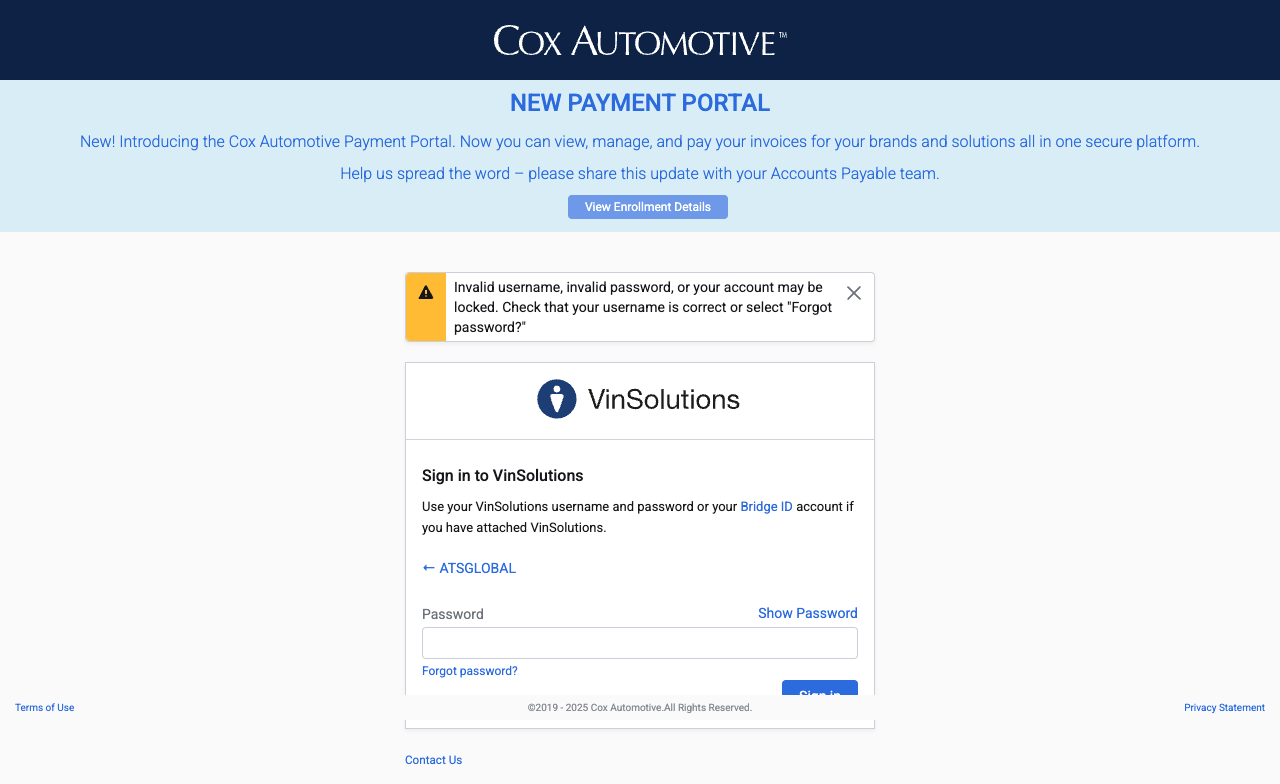 COX AUTOMOTIVE™
NEW PAYMENT PORTAL
New! Introducing the Cox Automotive Payment Portal. Now you can view, manage, and pay your invoices for your brands and solutions all in one secure platform.
Help us spread the word – please share this update with your Accounts Payable team.
View Enrollment Details
Invalid username, invalid password, or your account may be
locked. Check that your username is correct or select "Forgot
password?"
VinSolutions
Sign in to VinSolutions
Use your VinSolutions username and password or your Bridge ID account if
you have attached VinSolutions.
← ATSGLOBAL
Password
Show Password
Forgot password?
Sign in
Terms of Use
©2019 - 2025 Cox Automotive.All Rights Reserved.
Privacy Statement
Contact Us